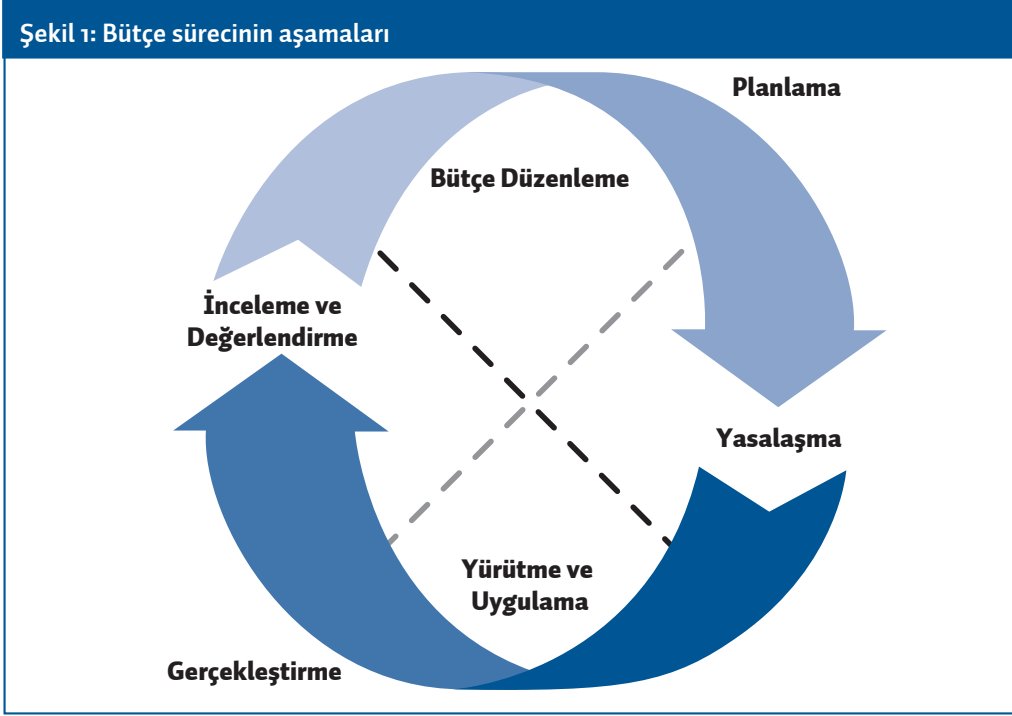 Şekil 1: Bütçe sürecinin aşamaları
Planlama
Bütçe Düzenleme
İnceleme ve
Değerlendirme
Yasalaşma
Yürütme ve
Uygulama
Gerçekleştirme